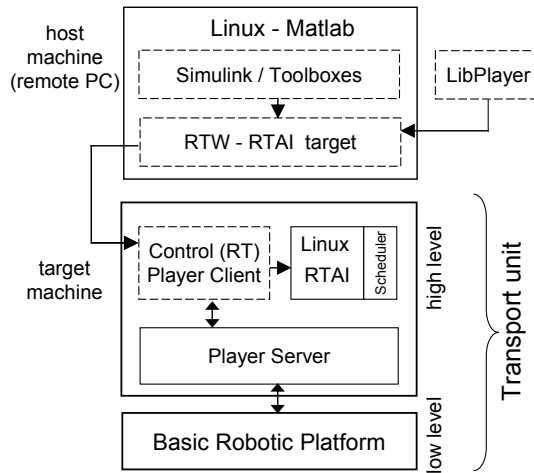 host
machine
(remote PC)
Linux - Matlab
Simulink / Toolboxes
RTW - RTAI target
LibPlayer
target
machine
Control (RT)
Player Client
Linux
RTAI
Scheduler
Player Server
Basic Robotic Platform
high level
low level
Transport unit